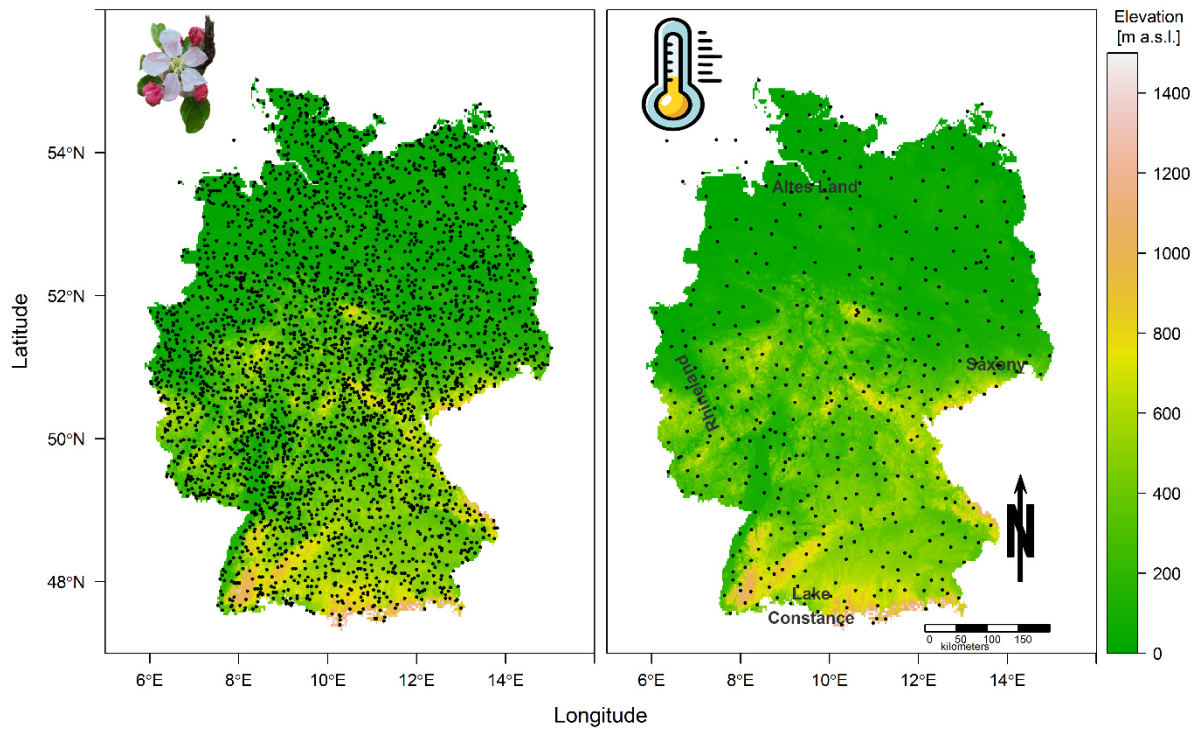 Elevation
[m a.s.l.]
1400
1200
1000
800
600
400
200
0
54°N
52°N
50°N
48°N
Latitude
Altes Land
Rhineland
Saxony
Lake
Constance
N
0 50 100 150
kilometers
6°E 8°E 10°E 12°E 14°E
6°E 8°E 10°E 12°E 14°E
Longitude